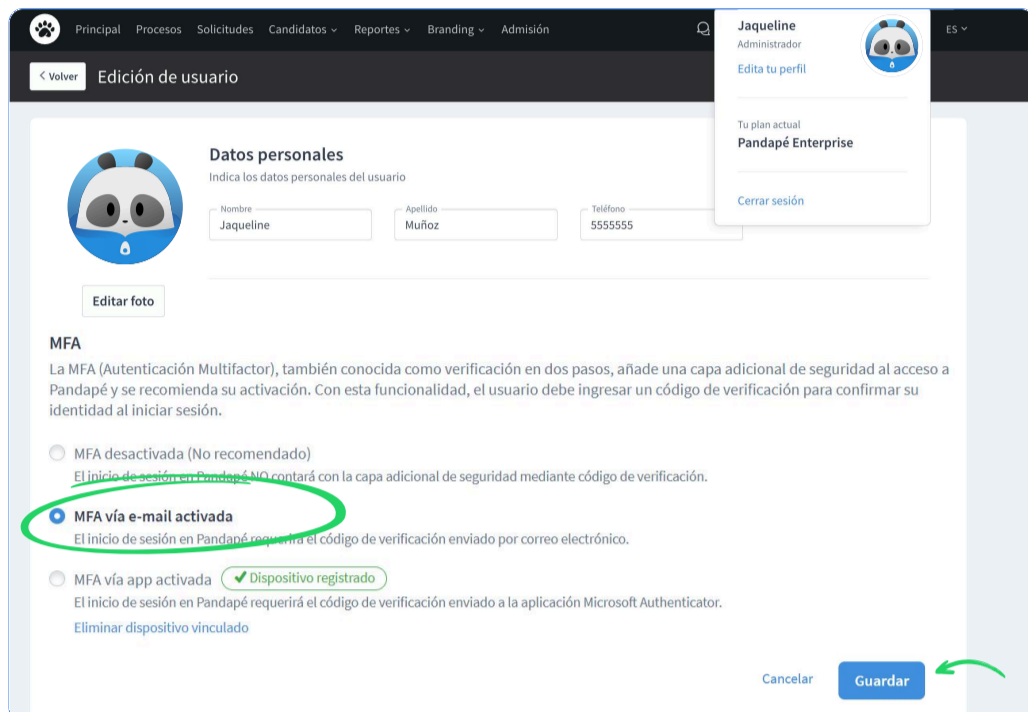 Principal Procesos Solicitudes Candidatos Reportes Branding Admisión ES
Jaqueline
Administrador
Edita tu perfil
Tu plan actual
Pandapé Enterprise
Cerrar sesión
< Volver Edición de usuario
Datos personales
Indica los datos personales del usuario
Nombre Apellido Teléfono
Jaqueline Muñoz 5555555
Editar foto
MFA
La MFA (Autenticación Multifactor), también conocida como verificación en dos pasos, añade una capa adicional de seguridad al acceso a
Pandapé y se recomienda su activación. Con esta funcionalidad, el usuario debe ingresar un código de verificación para confirmar su
identidad al iniciar sesión.
MFA desactivada (No recomendado)
El inicio de sesión en Pandapé NO contará con la capa adicional de seguridad mediante código de verificación.
MFA vía e-mail activada
El inicio de sesión en Pandapé requerirá el código de verificación enviado por correo electrónico.
MFA vía app activada Dispositivo registrado
El inicio de sesión en Pandapé requerirá el código de verificación enviado a la aplicación Microsoft Authenticator.
Eliminar dispositivo vinculado
Cancelar Guardar